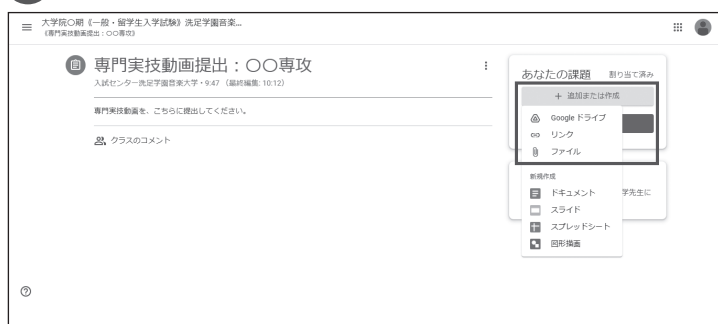 大学院〇期《一般・留学生入学試験》洗足学園音楽...
《専門実技動画提出：〇〇専攻》
専門実技動画提出：〇〇専攻
入試センター洗足学園音楽大学・9:47 （最終編集: 10:12）
専門実技動画を、こちらに提出してください。
クラスのコメント
あなたの課題 割り当て済み
+ 追加または作成
Google ドライブ
リンク
ファイル
新規作成
ドキュメント
学先生に
スライド
スプレッドシート
図形描画